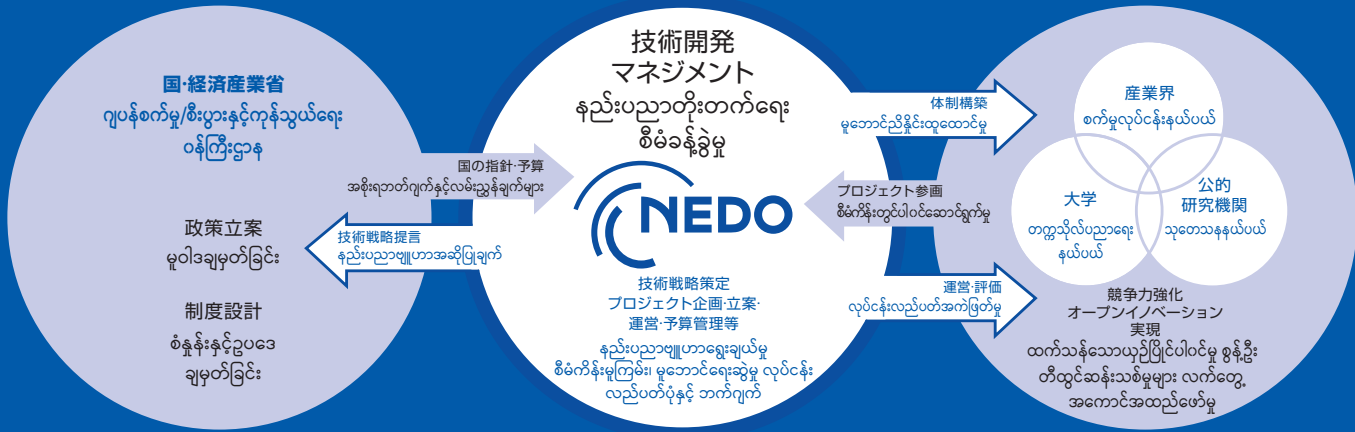 国・経済産業省
ဂျပန်စက်မှု/စီးပွားနှင့်ကုန်သွယ်ရေး
ဝန်ကြီးဌာန
政策立案
မူဝါဒချမှတ်ခြင်း
制度設計
စံနှုန်းနှင့်ဥပဒေ
ချမှတ်ခြင်း
国の指針・予算
အစိုးရဘတ်ဂျက်နှင့်လမ်းညွှန်ချက်များ
技術戦略提言
နည်းပညာဗျူဟာအဆိုပြုချက်
技術開発
マネジメント
နည်းပညာတိုးတက်ရေး
စီမံခန့်ခွဲမှု
NEDO
技術戦略策定
プロジェクト企画・立案・
運営・予算管理等
နည်းပညာဗျူဟာရွေးချယ်မှု
စီမံကိန်းမူကြမ်း၊ မူဘောင်ရေးဆွဲမှု လုပ်ငန်း
လည်ပတ်ပုံနှင့် ဘက်ဂျက်
体制構築
မူဘောင်ညှိနှိုင်းထူထောင်မှု
プロジェクト参画
စီမံကိန်းတွင်ပါဝင်ဆောင်ရွက်မှု
運営・評価
လုပ်ငန်းလည်ပတ်အကဲဖြတ်မှု
産業界
စက်မှုလုပ်ငန်းနယ်ပယ်
大学
တက္ကသိုလ်ပညာရေး
နယ်ပယ်
公的
研究機関
သုတေသနနယ်ပယ်
競争力強化
オープンイノベーション
実現
ထက်သန်သောယှဉ်ပြိုင်ပါဝင်မှု စွန့်ဦး
တီထွင်ဆန်းသစ်မှုများ လက်တွေ့
အကောင်အထည်ဖော်မှု